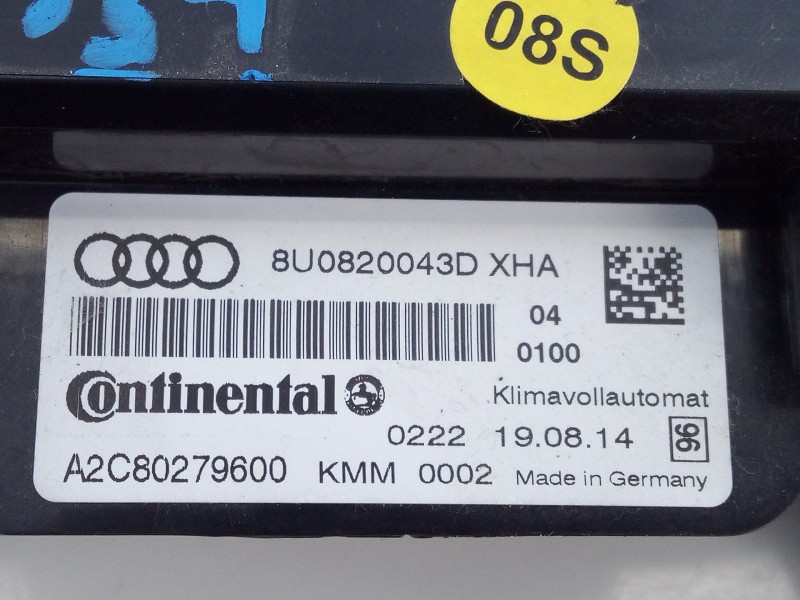 08S
8U0820043D XHA
04
0100
Continental
Klimavollautomat
0222 19.08.14 96
A2C80279600 KMM 0002 Made in Germany